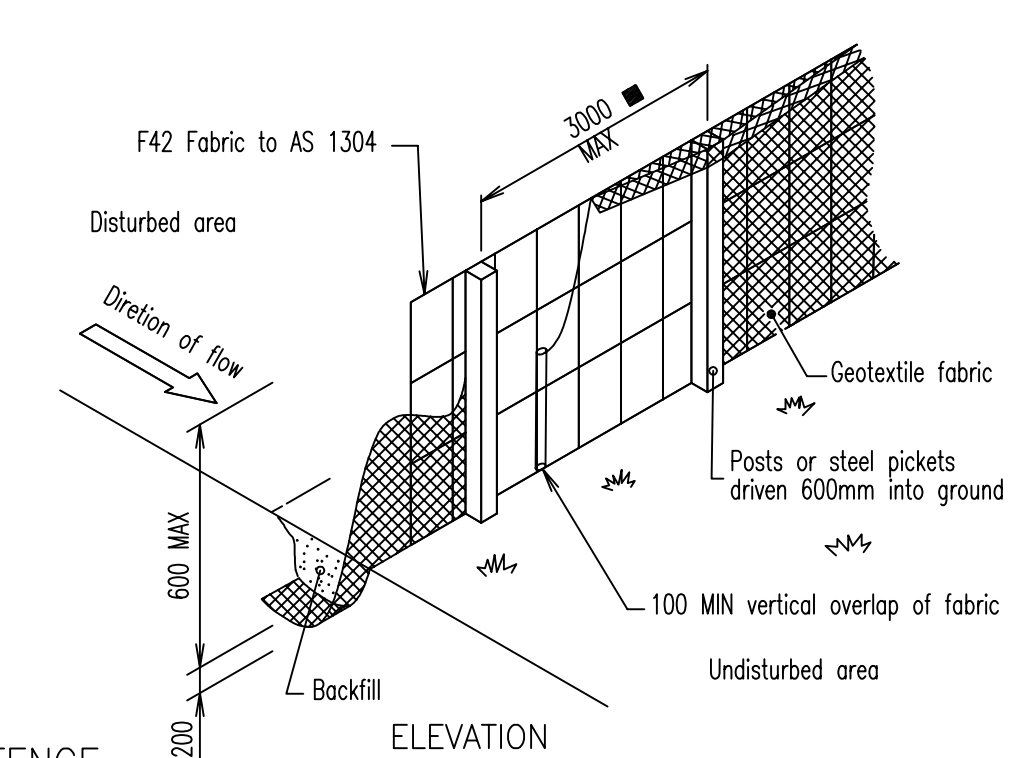 3000
MAX
F42 Fabric to AS 1304
Disturbed area
Diretion of flow
Geotextile fabric
Posts or steel pickets
driven 600mm into ground
600 MAX
100 MIN vertical overlap of fabric
Undisturbed area
Backfill
200
ELEVATION